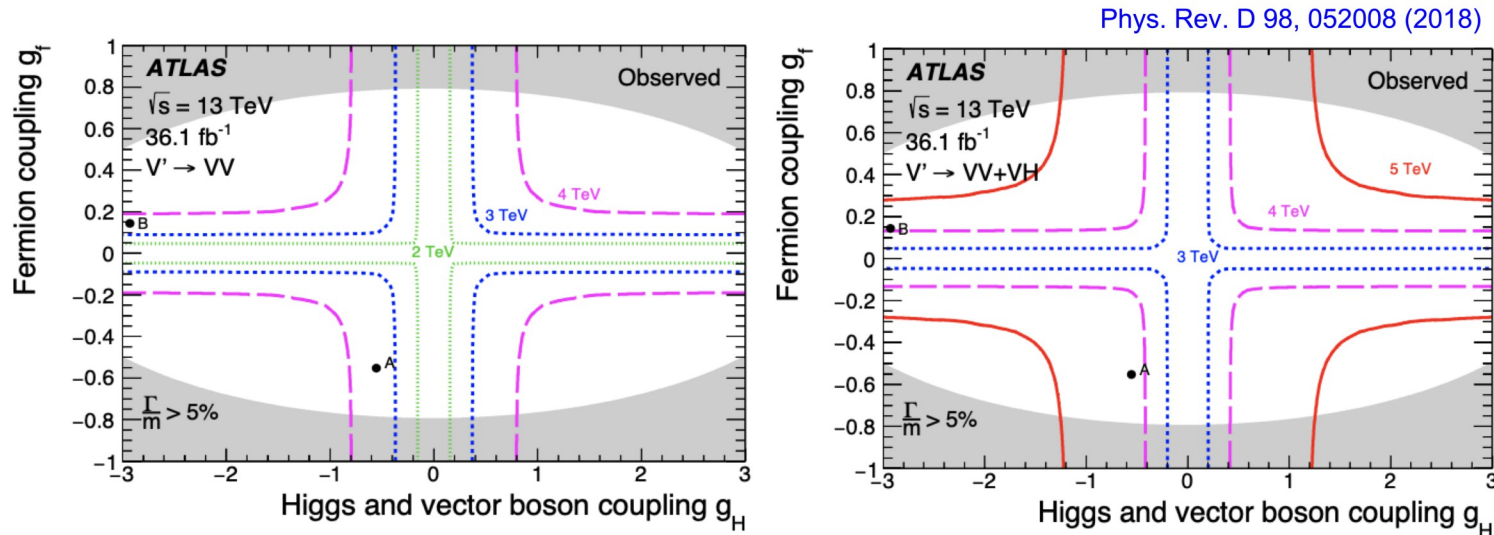 Phys. Rev. D 98, 052008 (2018)
Fermion coupling g_f
1
0.8
0.6
0.4
0.2
0
−0.2
−0.4
−0.6
−0.8
−1
ATLAS
√s = 13 TeV
36.1 fb⁻¹
V' → VV
Observed
4 TeV
3 TeV
2 TeV
B
A
Γ/m > 5%
−3 −2 −1 0 1 2 3
Higgs and vector boson coupling g_H
Fermion coupling g_f
1
0.8
0.6
0.4
0.2
0
−0.2
−0.4
−0.6
−0.8
−1
ATLAS
√s = 13 TeV
36.1 fb⁻¹
V' → VV+VH
Observed
5 TeV
4 TeV
3 TeV
B
A
Γ/m > 5%
−3 −2 −1 0 1 2 3
Higgs and vector boson coupling g_H